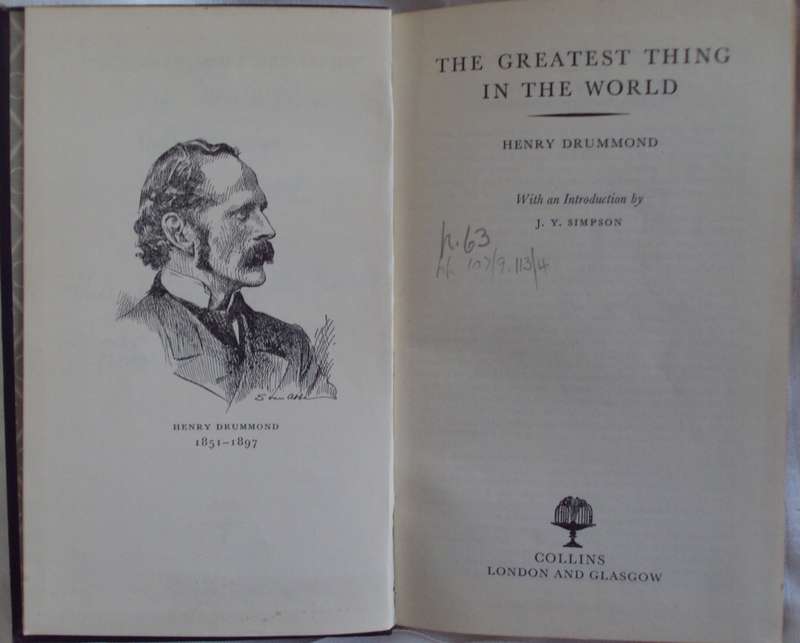 HENRY DRUMMOND
1851–1897
THE GREATEST THING
IN THE WORLD
HENRY DRUMMOND
With an Introduction by
J. Y. SIMPSON
p.63
COLLINS
LONDON AND GLASGOW